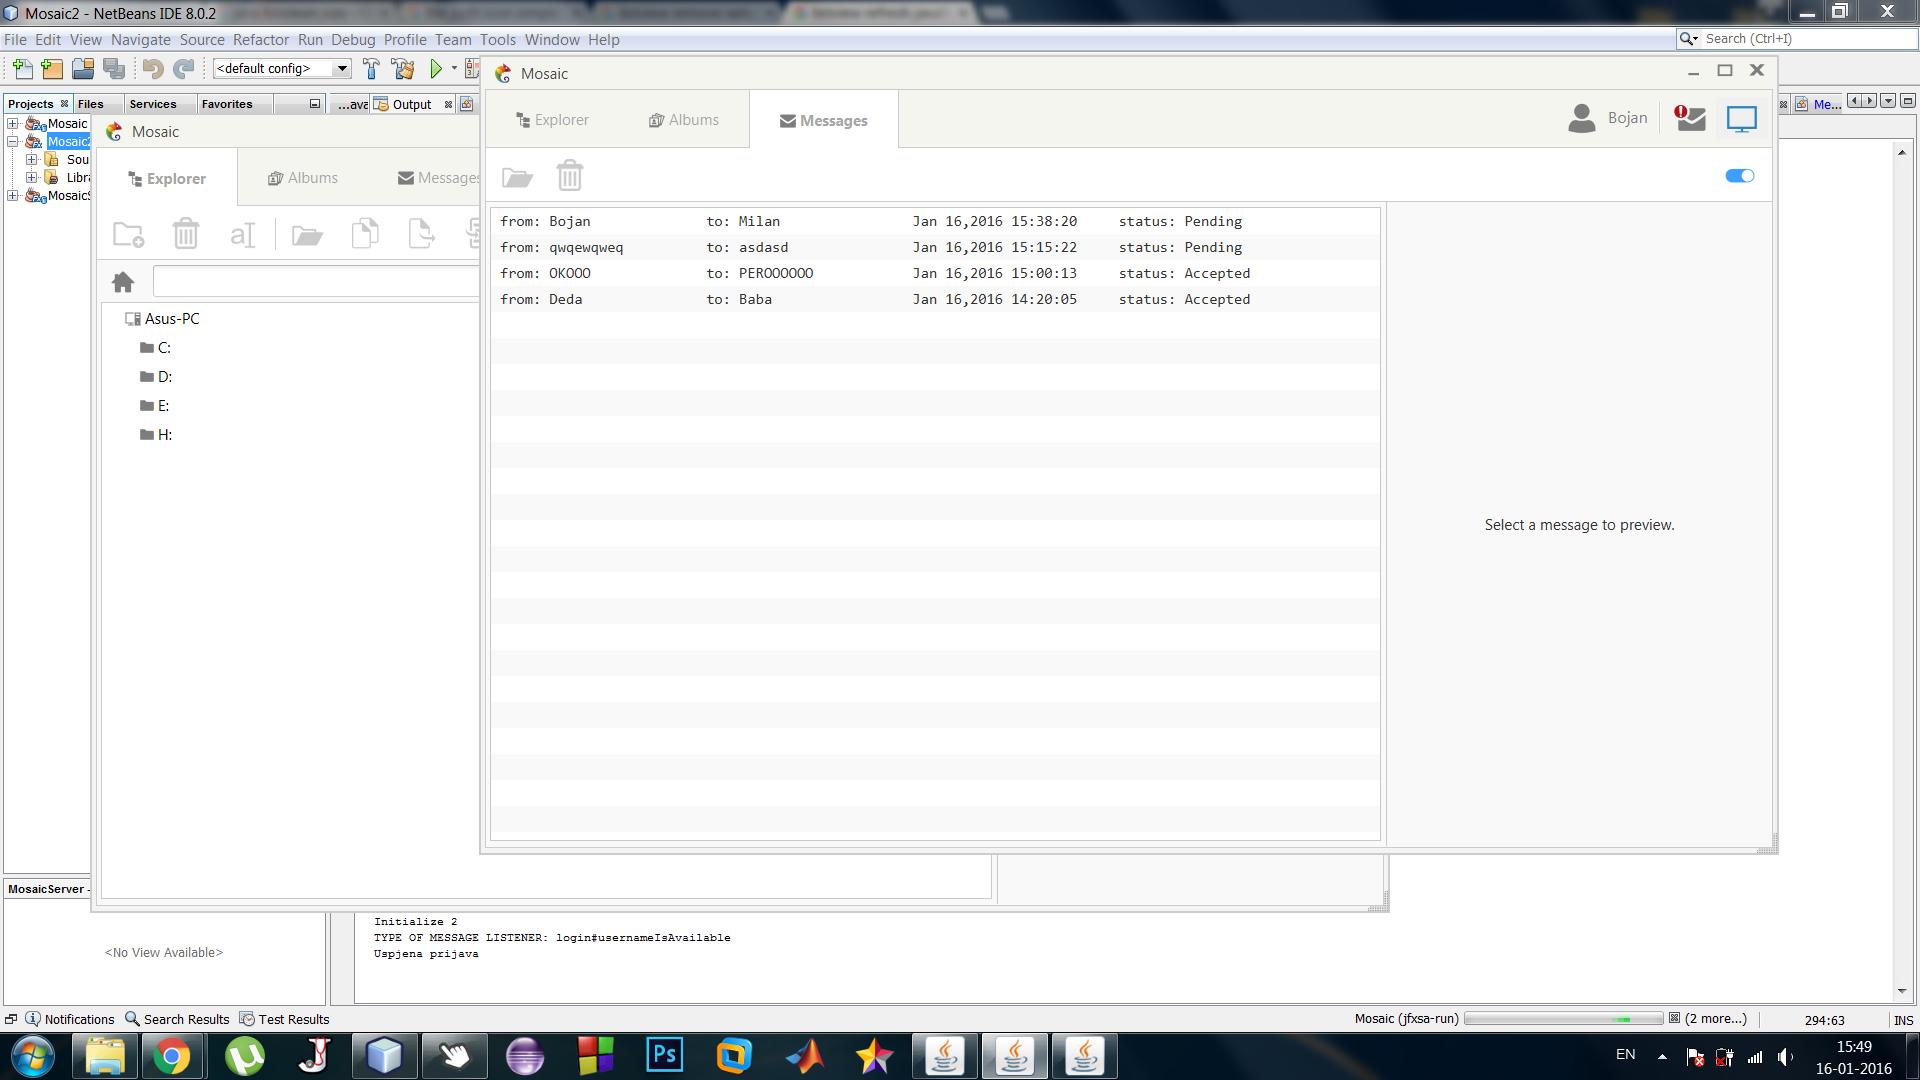 Mosaic2 - NetBeans IDE 8.0.2
File Edit View Navigate Source Refactor Run Debug Profile Team Tools Window Help
Search (Ctrl+I)
<default config>
Projects Files Services Favorites
...ava Output
Me...
Mosaic
Mosaic2
Sou
Libra
Mosaic
Mosaic
Explorer Albums Messages
Asus-PC
C:
D:
E:
H:
Mosaic
Explorer Albums Messages
Bojan
from: Bojan to: Milan Jan 16,2016 15:38:20 status: Pending
from: qwqewqweq to: asdasd Jan 16,2016 15:15:22 status: Pending
from: OKOOO to: PEROOOOOO Jan 16,2016 15:00:13 status: Accepted
from: Deda to: Baba Jan 16,2016 14:20:05 status: Accepted
Select a message to preview.
MosaicServer -
<No View Available>
Initialize 2
TYPE OF MESSAGE LISTENER: login#usernameIsAvailable
Uspjena prijava
Notifications Search Results Test Results
Mosaic (jfxsa-run) (2 more...) 294:63 INS
Ps
EN
15:49
16-01-2016